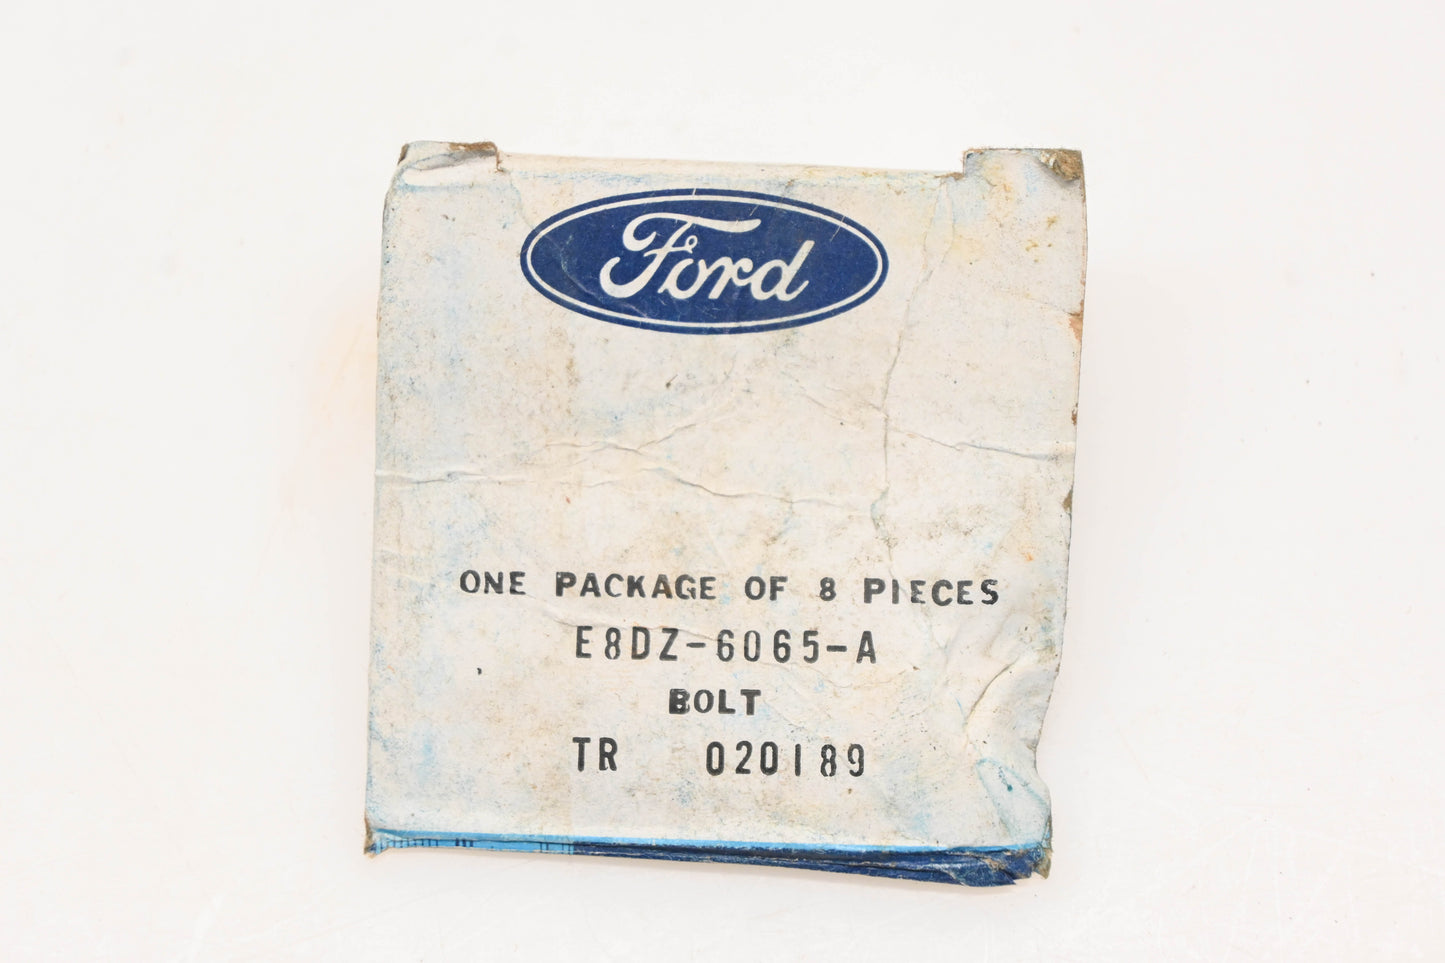 Ford
ONE PACKAGE OF 8 PIECES
E8DZ-6065-A
BOLT
TR 020189